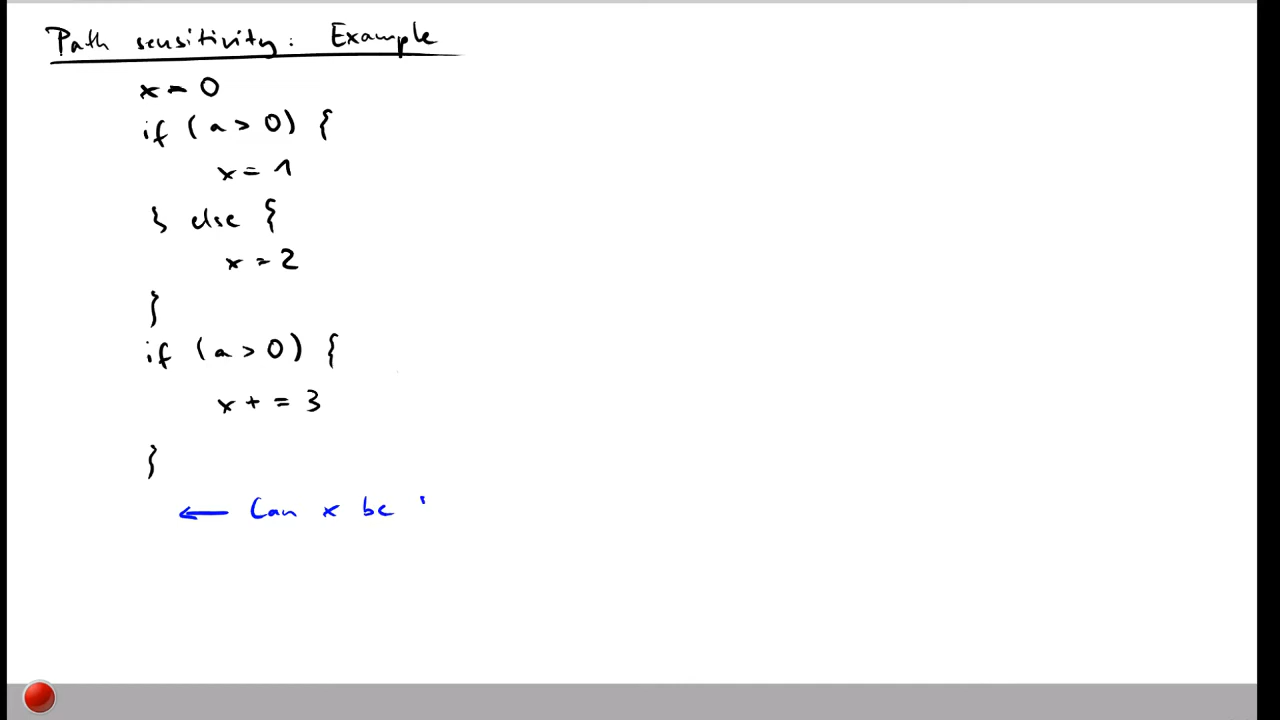 Path sensitivity: Example
x = 0
if (a > 0) {
x = 1
} else {
x = 2
}
if (a > 0) {
x += 3
}
← Can x be